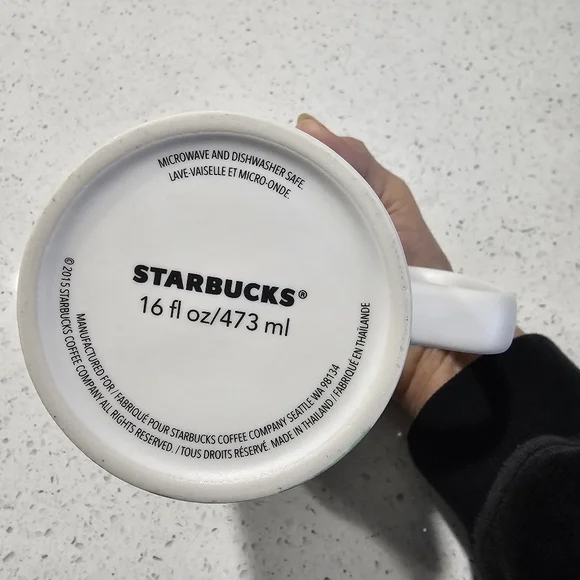 MICROWAVE AND DISHWASHER SAFE.
LAVE-VAISELLE ET MICRO-ONDE.
STARBUCKS®
16 fl oz/473 ml
MANUFACTURED FOR / FABRIQUÉ POUR STARBUCKS COFFEE COMPANY SEATTLE WA 98134
© 2015 STARBUCKS COFFEE COMPANY ALL RIGHTS RESERVED. / TOUS DROITS RÉSERVÉ. MADE IN THAILAND / FABRIQUÉ EN THAÏLANDE